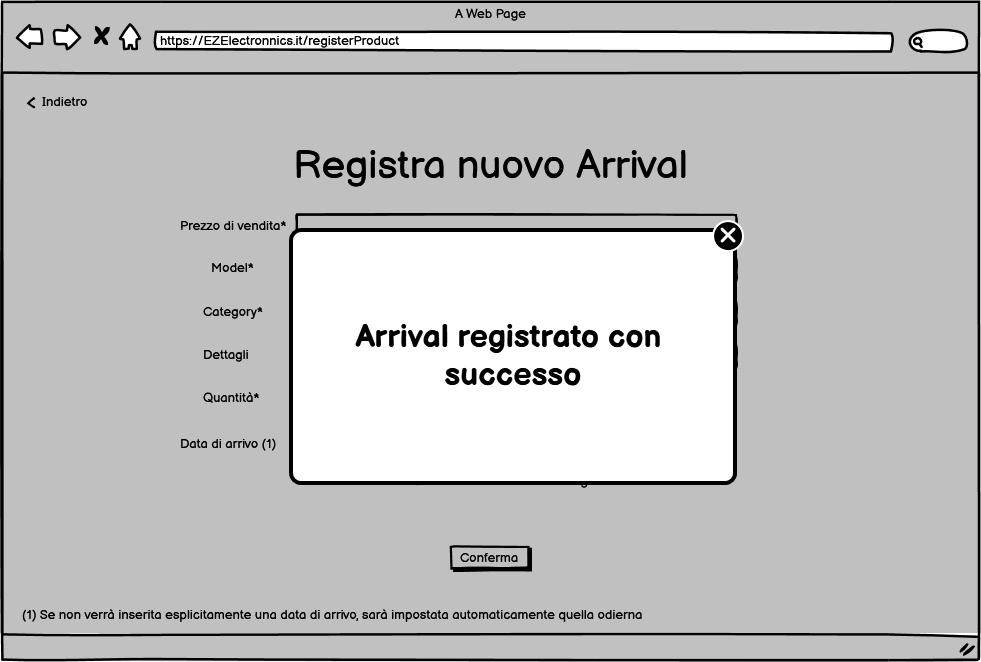 A Web Page
https://EZElectronnics.it/registerProduct
Indietro
Registra nuovo Arrival
Prezzo di vendita*
Model*
Category*
Dettagli
Quantità*
Data di arrivo (1)
Arrival registrato con
successo
Conferma
(1) Se non verrà inserita esplicitamente una data di arrivo, sarà impostata automaticamente quella odierna